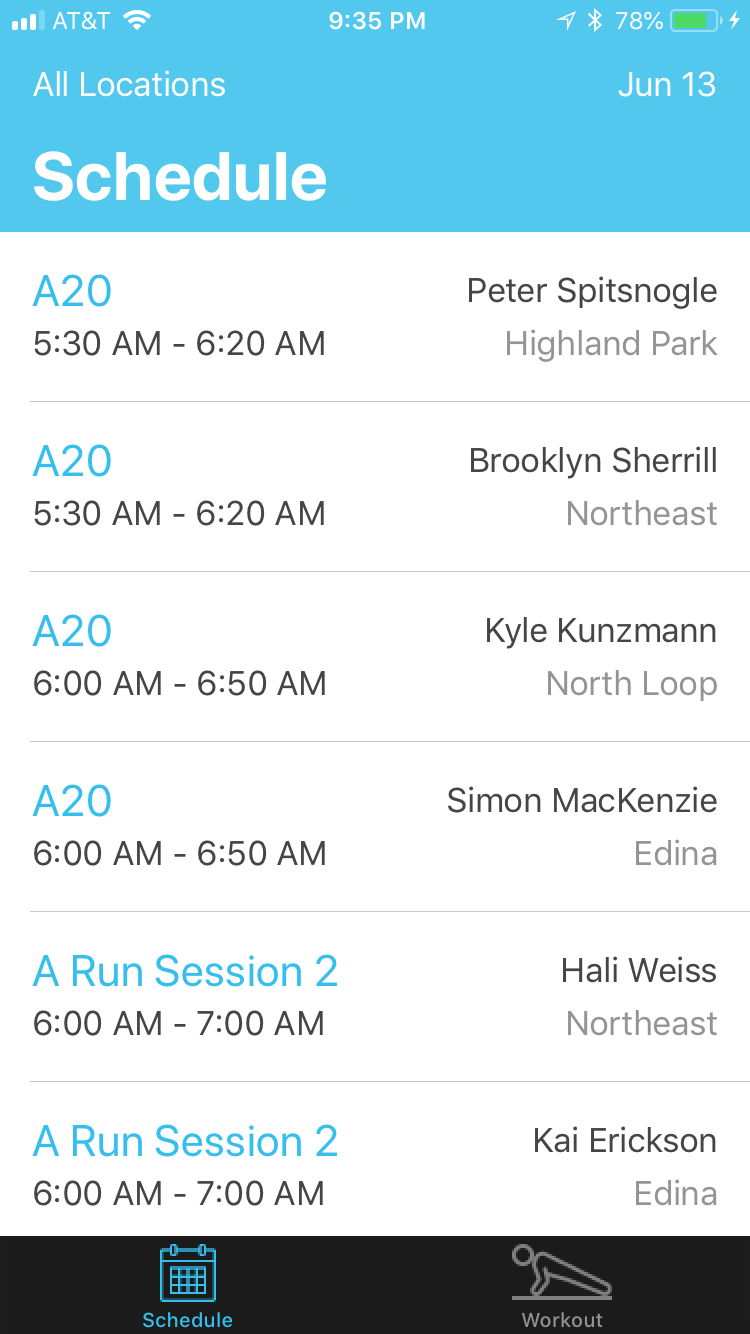 AT&T 9:35 PM 78%
All Locations Jun 13
Schedule
A20 Peter Spitsnogle
5:30 AM - 6:20 AM Highland Park
A20 Brooklyn Sherrill
5:30 AM - 6:20 AM Northeast
A20 Kyle Kunzmann
6:00 AM - 6:50 AM North Loop
A20 Simon MacKenzie
6:00 AM - 6:50 AM Edina
A Run Session 2 Hali Weiss
6:00 AM - 7:00 AM Northeast
A Run Session 2 Kai Erickson
6:00 AM - 7:00 AM Edina
Schedule Workout